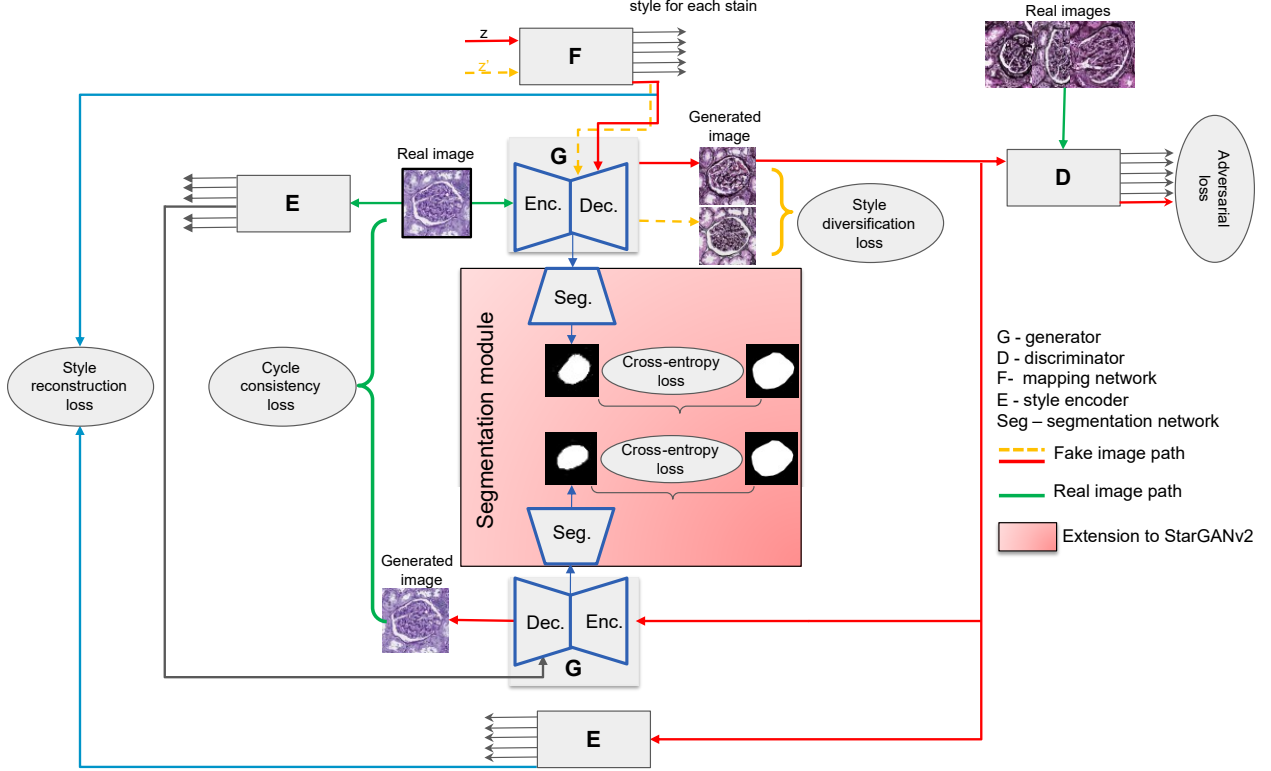 style for each stain
z
z'
F
Real images
Generated
image
Real image
G
Enc.
Dec.
E
D
Adversarial
loss
Style
diversification
loss
Segmentation module
Seg.
Cross-entropy
loss
Style
reconstruction
loss
Cycle
consistency
loss
Cross-entropy
loss
Seg.
G - generator
D - discriminator
F- mapping network
E - style encoder
Seg – segmentation network
Fake image path
Real image path
Extension to StarGANv2
Generated
image
Dec.
Enc.
G
E